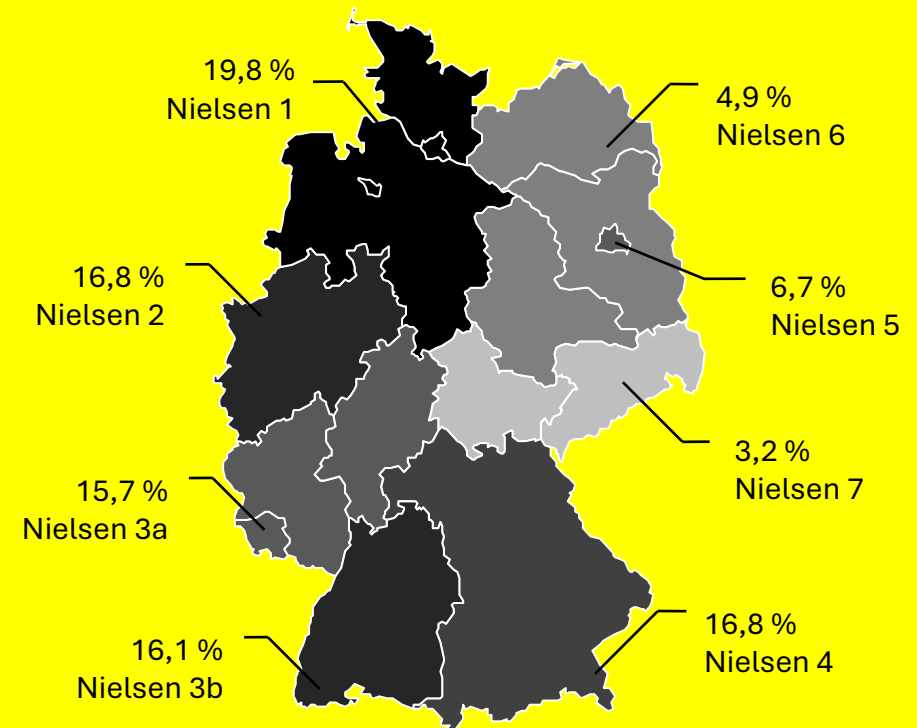 19,8 %
Nielsen 1
4,9 %
Nielsen 6
16,8 %
Nielsen 2
6,7 %
Nielsen 5
3,2 %
Nielsen 7
15,7 %
Nielsen 3a
16,8 %
Nielsen 4
16,1 %
Nielsen 3b